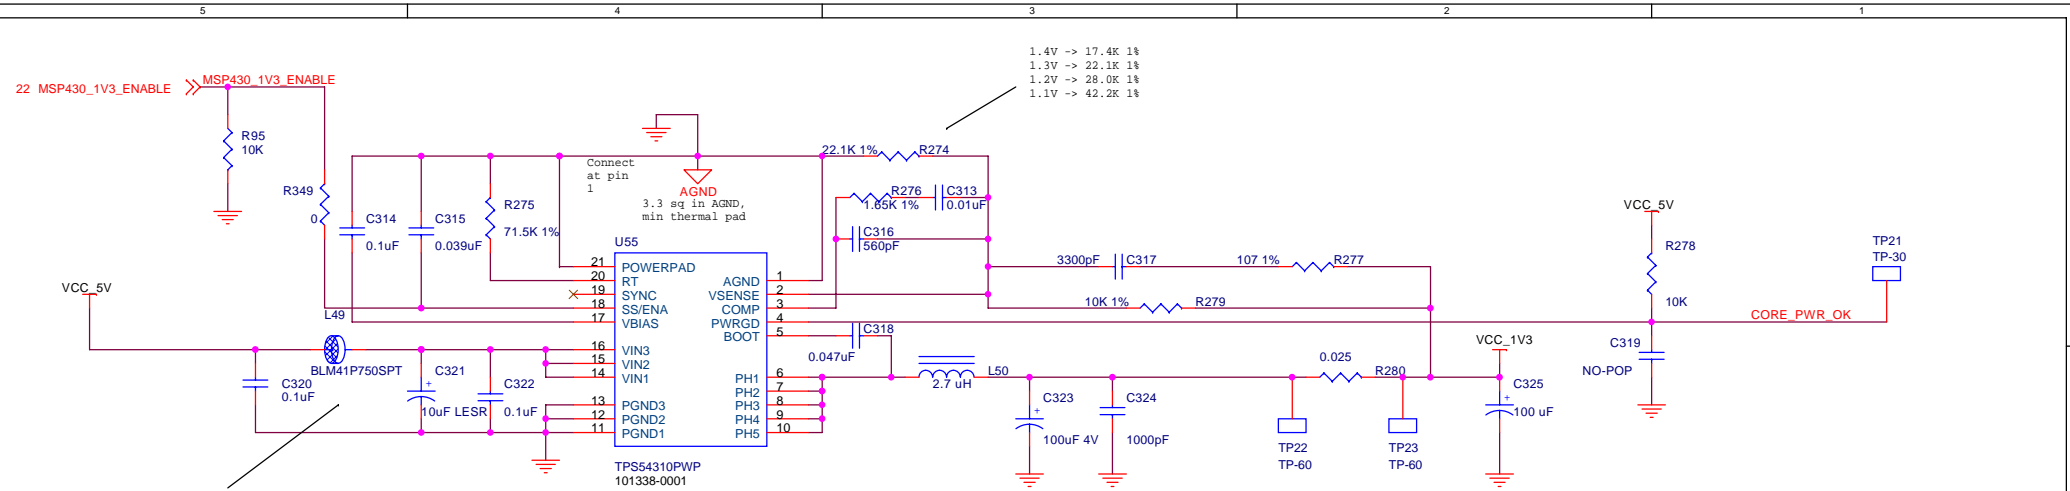 5 4 3 2 1
1.4V -> 17.4K 1%
1.3V -> 22.1K 1%
1.2V -> 28.0K 1%
1.1V -> 42.2K 1%
22 MSP430_1V3_ENABLE
MSP430_1V3_ENABLE
R95
10K
R349
0
C314
0.1uF
C315
0.039uF
R275
71.5K 1%
Connect
at pin
1
AGND
3.3 sq in AGND,
min thermal pad
22.1K 1%
R274
R276
1.65K 1%
C313
0.01uF
C316
560pF
3300pF
C317
107 1%
R277
10K 1%
R279
VCC_5V
R278
10K
TP21
TP-30
CORE_PWR_OK
C319
NO-POP
U55
21 POWERPAD
20 RT
19 SYNC
18 SS/ENA
17 VBIAS
16 VIN3
15 VIN2
14 VIN1
13 PGND3
12 PGND2
11 PGND1
AGND 1
VSENSE 2
COMP 3
PWRGD 4
BOOT 5
PH1 6
PH2 7
PH3 8
PH4 9
PH5 10
TPS54310PWP
101338-0001
VCC_5V
L49
BLM41P750SPT
C320
0.1uF
C321
+
10uF LESR
C322
0.1uF
C318
0.047uF
2.7 uH
L50
C323
+
100uF 4V
C324
1000pF
0.025
R280
TP22
TP-60
TP23
TP-60
VCC_1V3
C325
+
100 uF